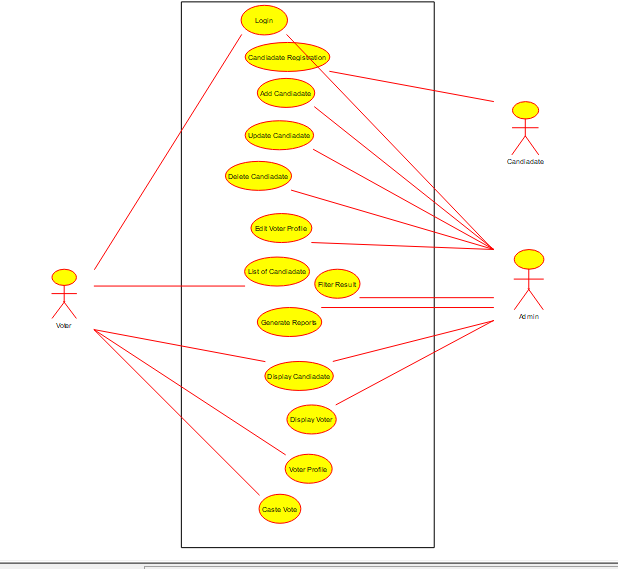 Login
Candiadate Registration
Add Candiadate
Candiadate
Update Candiadate
Delete Candiadate
Edit Voter Profile
List of Candiadate
Filter Result
Voter
Admin
Generate Reports
Display Candiadate
Display Voter
Voter Profile
Caste Vote